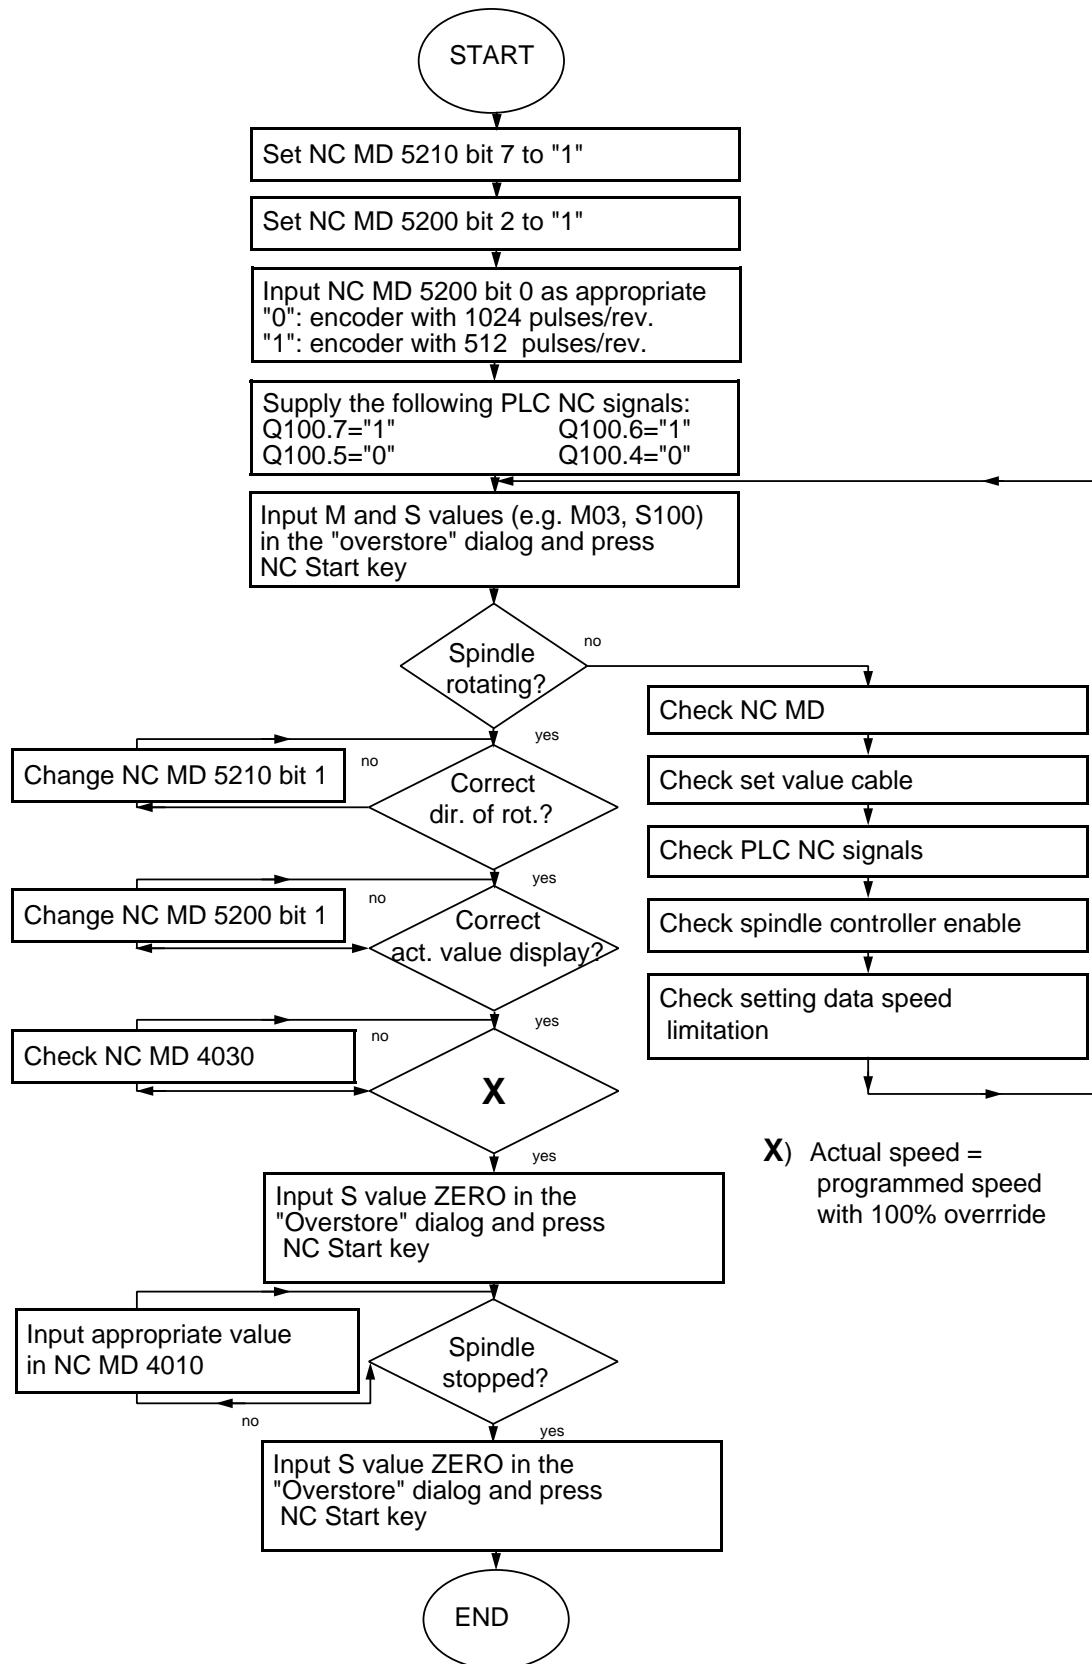 START
Set NC MD 5210 bit 7 to "1"
Set NC MD 5200 bit 2 to "1"
Input NC MD 5200 bit 0 as appropriate
"0": encoder with 1024 pulses/rev.
"1": encoder with 512 pulses/rev.
Supply the following PLC NC signals:
Q100.7="1" Q100.6="1"
Q100.5="0" Q100.4="0"
Input M and S values (e.g. M03, S100)
in the "overstore" dialog and press
NC Start key
Spindle
rotating?
no
yes
Check NC MD
Check set value cable
Check PLC NC signals
Check spindle controller enable
Check setting data speed
limitation
Correct
dir. of rot.?
no
Change NC MD 5210 bit 1
yes
Correct
act. value display?
no
Change NC MD 5200 bit 1
yes
X
no
Check NC MD 4030
yes
X) Actual speed =
programmed speed
with 100% overrride
Input S value ZERO in the
"Overstore" dialog and press
NC Start key
Spindle
stopped?
Input appropriate value
in NC MD 4010
no
yes
Input S value ZERO in the
"Overstore" dialog and press
NC Start key
END